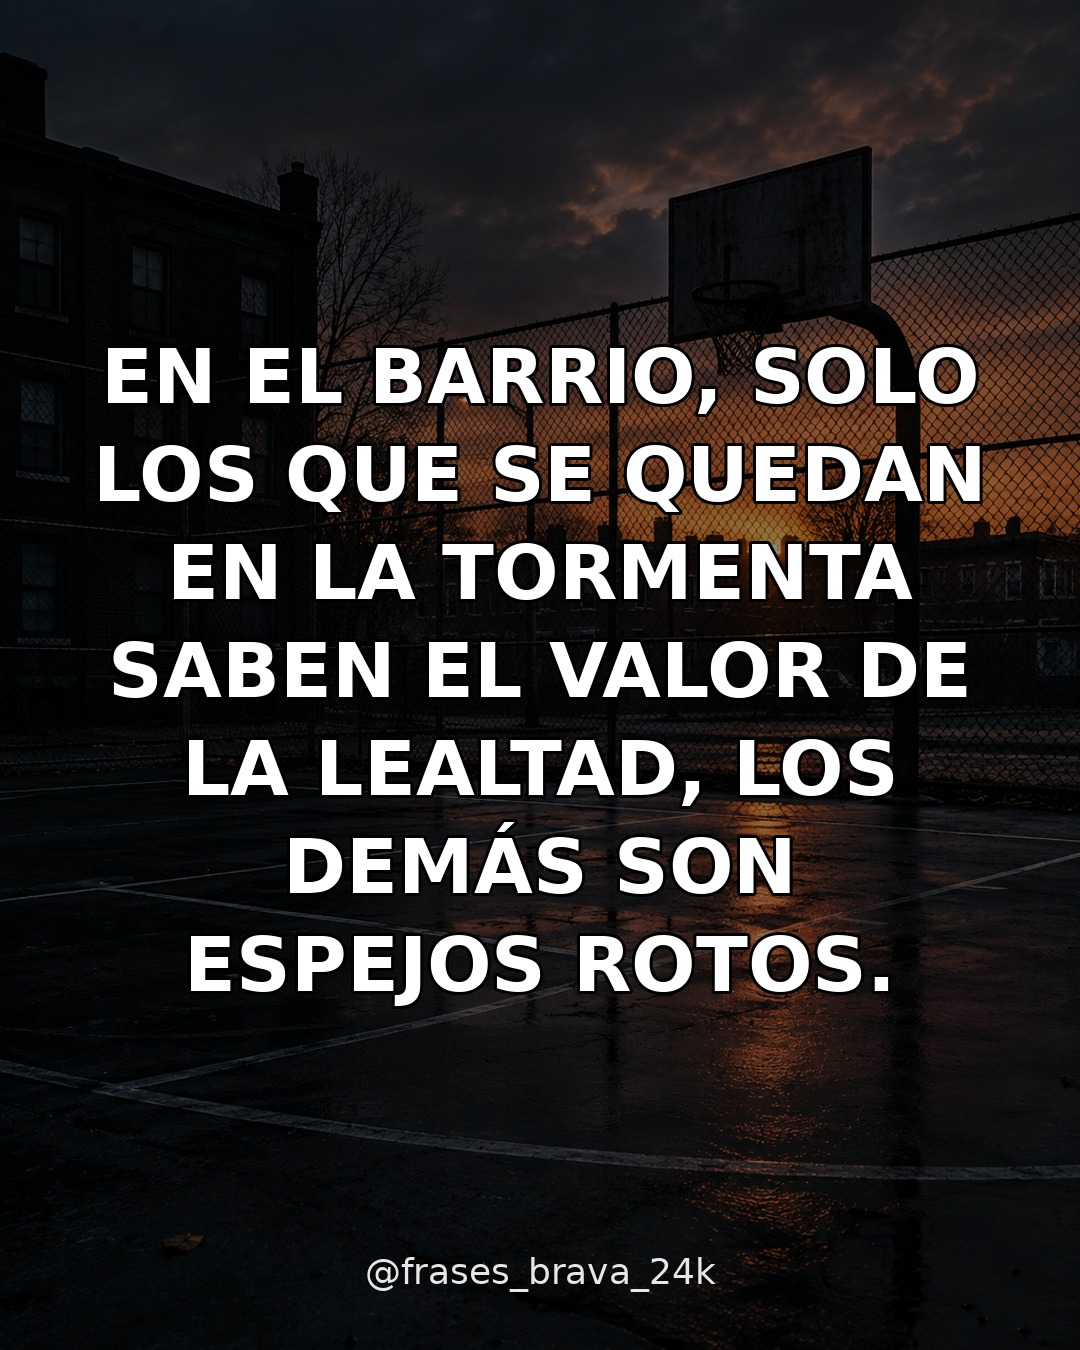 EN EL BARRIO, SOLO
LOS QUE SE QUEDAN
EN LA TORMENTA
SABEN EL VALOR DE
LA LEALTAD, LOS
DEMÁS SON
ESPEJOS ROTOS.
@frases_brava_24k